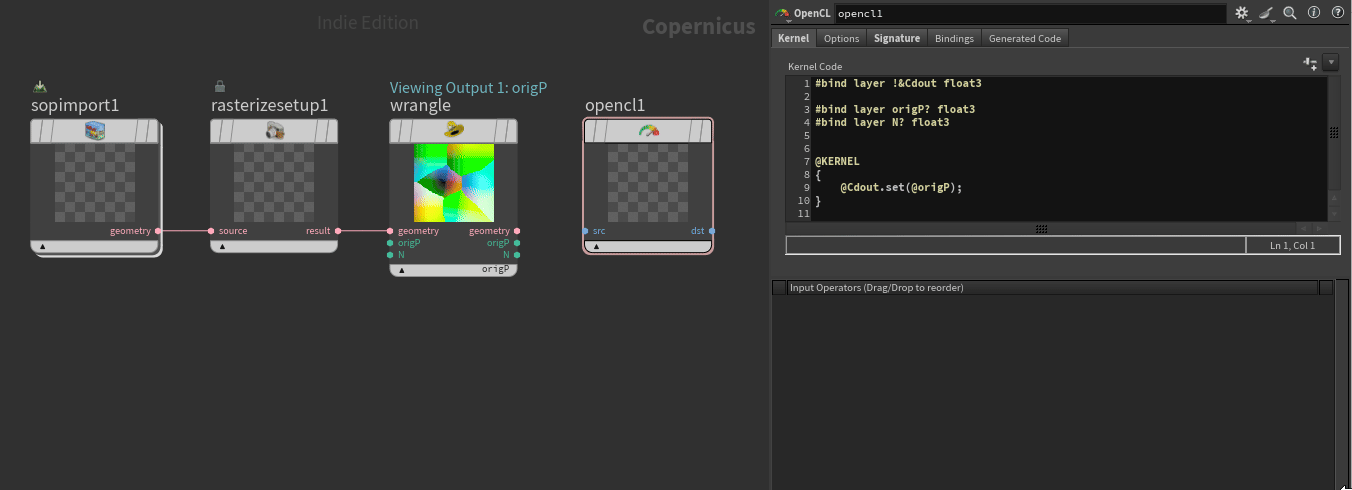 Indie Edition
Copernicus
sopimport1
geometry
rasterizesetup1
source
result
Viewing Output 1: origP
wrangle
geometry
geometry
origP
origP
N
N
origP
opencl1
src
dst
OpenCL
opencl1
Kernel
Options
Signature
Bindings
Generated Code
Kernel Code
1 #bind layer !&Cdout float3
2
3 #bind layer origP? float3
4 #bind layer N? float3
5
6
7 @KERNEL
8 {
9 @Cdout.set(@origP);
10 }
11
Ln 1, Col 1
Input Operators (Drag/Drop to reorder)